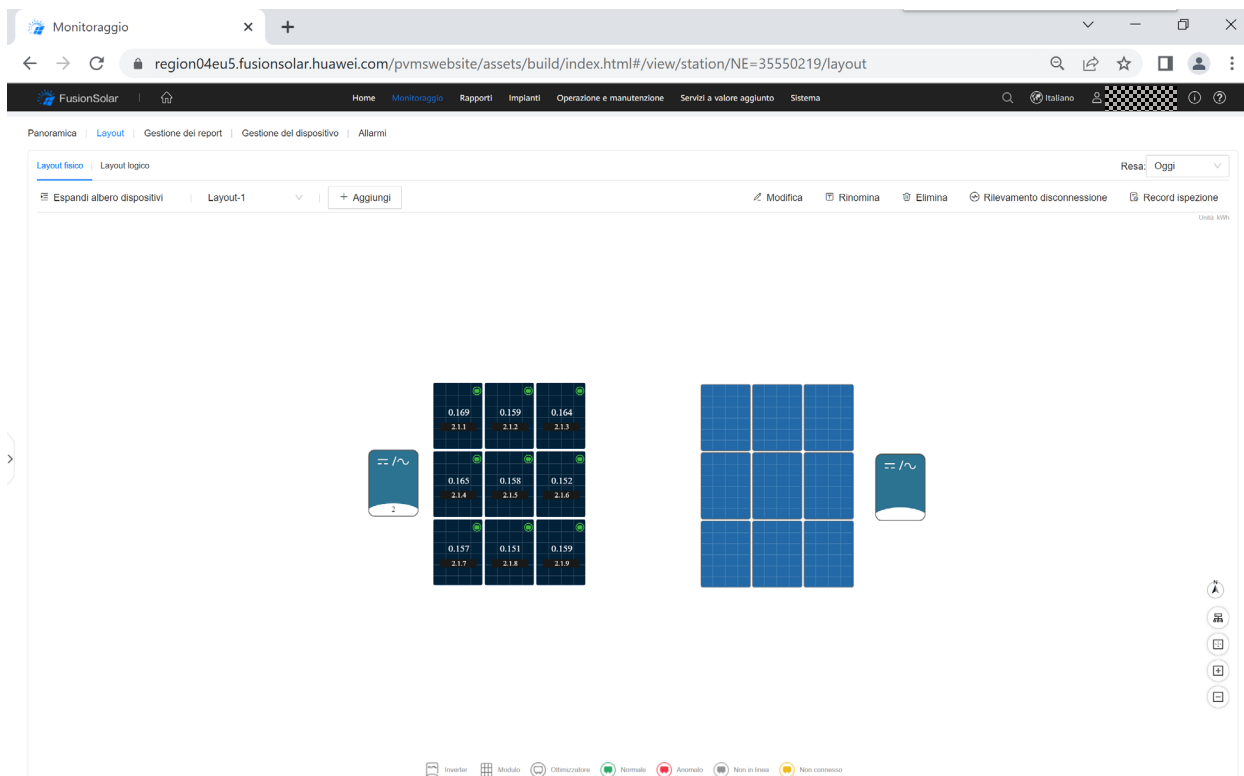 Monitoraggio
region04eu5.fusionsolar.huawei.com/pvmswebsite/assets/build/index.html#/view/station/NE=35550219/layout
FusionSolar Home Monitoraggio Rapporti Impianti Operazione e manutenzione Servizi a valore aggiunto Sistema Italiano
Panoramica Layout Gestione dei report Gestione del dispositivo Allarmi
Layout fisico Layout logico Resa: Oggi
Espandi albero dispositivi Layout-1 + Aggiungi Modifica Rinomina Elimina Rilevamento disconnessione Record ispezione
Unità: kWh
0.169 0.159 0.164
2.1.1 2.1.2 2.1.3
0.165 0.158 0.152
2.1.4 2.1.5 2.1.6
2
0.157 0.151 0.159
2.1.7 2.1.8 2.1.9
N
Inverter Modulo Ottimizzatore Normale Anomalo Non in linea Non connesso